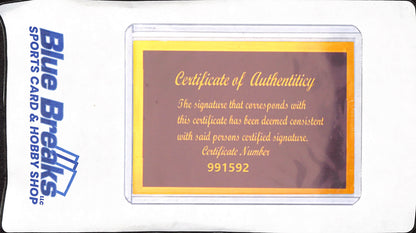 Blue Breaks LLC
SPORTS CARD & HOBBY SHOP
Certificate of Authentiticy
The signature that corresponds with
this certificate has been deemed consistent
with said persons certified signature.
Certificate Number
991592